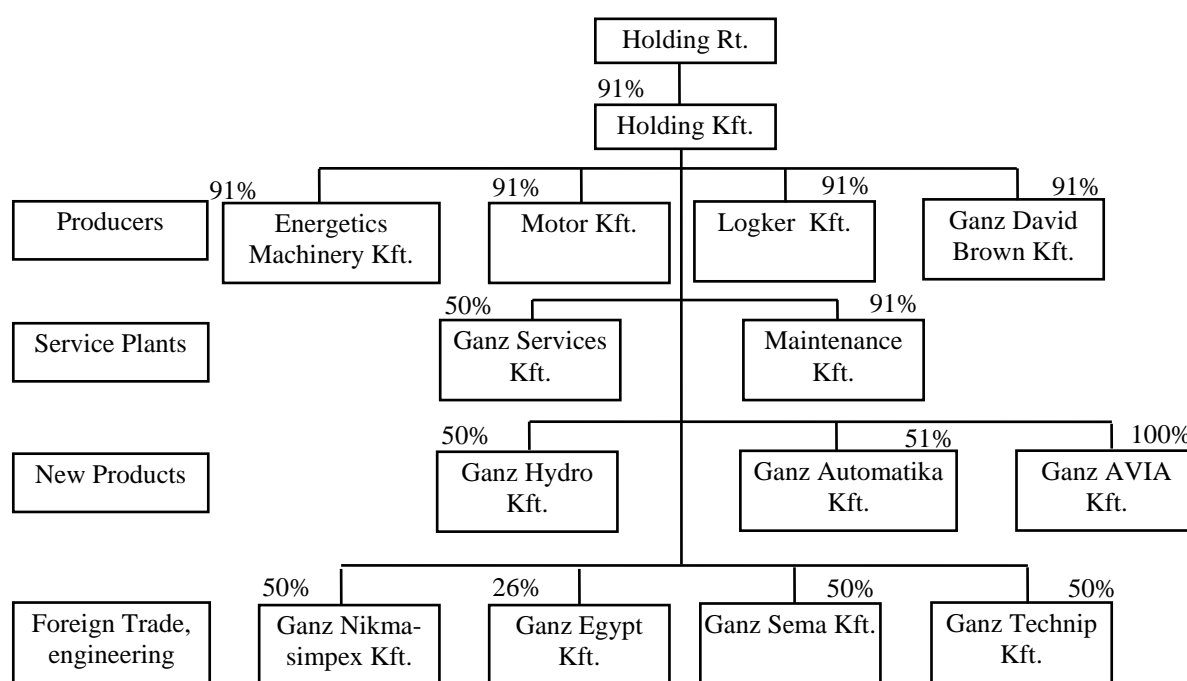 Holding Rt.
91%
Holding Kft.
91%
91%
91%
91%
Producers
Energetics
Machinery Kft.
Motor Kft.
Logker Kft.
Ganz David
Brown Kft.
50%
91%
Service Plants
Ganz Services
Kft.
Maintenance
Kft.
50%
51%
100%
New Products
Ganz Hydro
Kft.
Ganz Automatika
Kft.
Ganz AVIA
Kft.
50%
26%
50%
50%
Foreign Trade,
engineering
Ganz Nikma-
simpex Kft.
Ganz Egypt
Kft.
Ganz Sema Kft.
Ganz Technip
Kft.